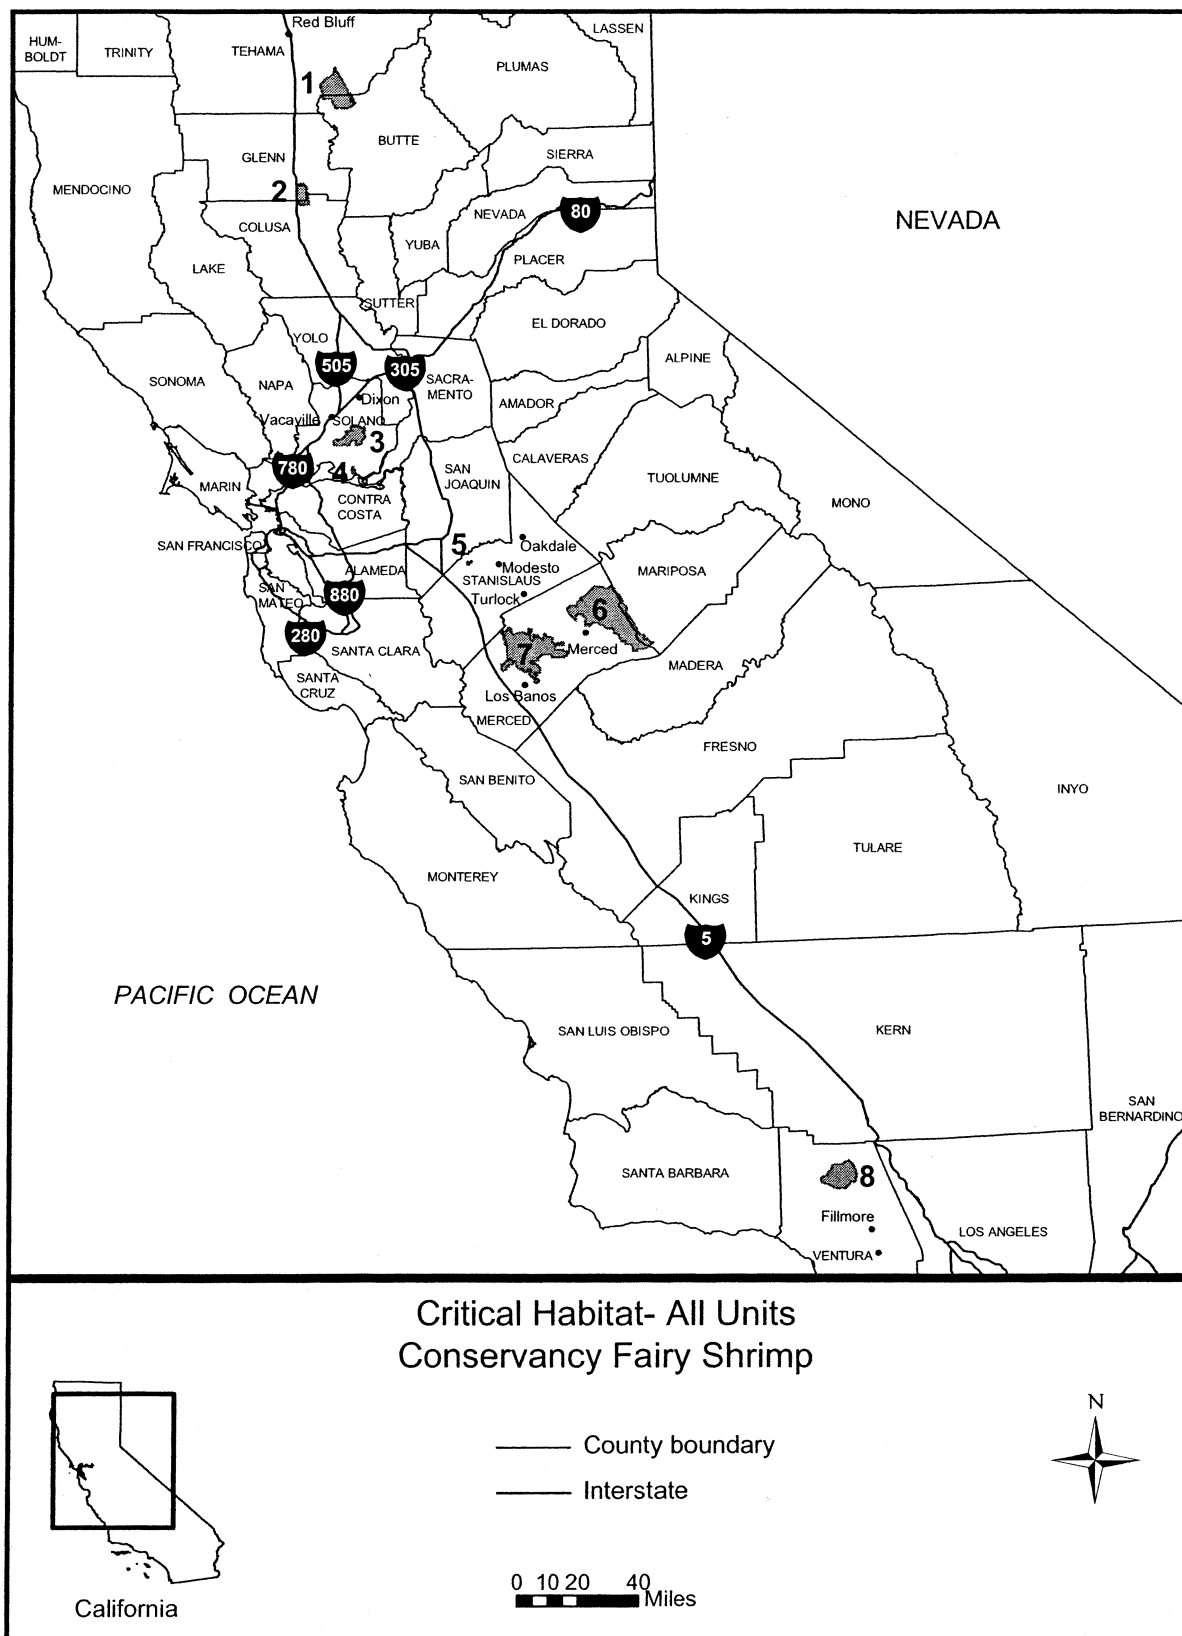 Red Bluff
LASSEN
HUM-
BOLDT
TRINITY
TEHAMA
PLUMAS
1
BUTTE
GLENN
SIERRA
MENDOCINO
2
NEVADA
80
NEVADA
COLUSA
YUBA
PLACER
LAKE
SUTTER
EL DORADO
YOLO
505
305
ALPINE
SONOMA
NAPA
SACRA-
MENTO
Dixon
AMADOR
Vacaville
SOLANO
3
CALAVERAS
780
4
SAN
JOAQUIN
TUOLUMNE
MARIN
CONTRA
COSTA
MONO
SAN FRANCISCO
5
Oakdale
ALAMEDA
Modesto
STANISLAUS
MARIPOSA
SAN
MATEO
880
Turlock
6
280
SANTA CLARA
7
Merced
MADERA
SANTA
CRUZ
Los Banos
MERCED
FRESNO
SAN BENITO
INYO
TULARE
MONTEREY
KINGS
5
PACIFIC OCEAN
SAN LUIS OBISPO
KERN
SAN
BERNARDINO
SANTA BARBARA
8
Fillmore
LOS ANGELES
VENTURA
Critical Habitat- All Units
Conservancy Fairy Shrimp
N
County boundary
Interstate
0 10 20 40
Miles
California